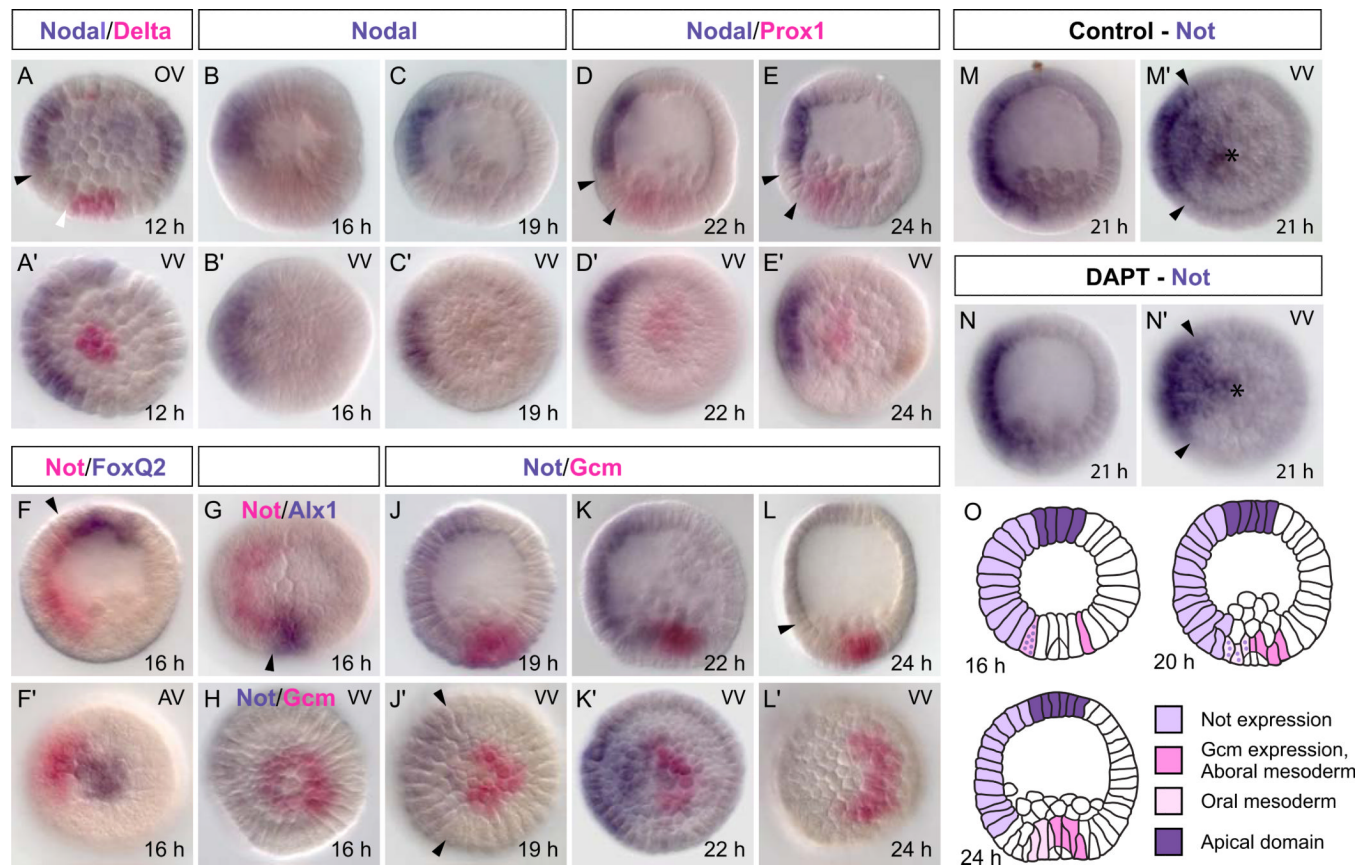 Nodal/Delta
Nodal
Nodal/Prox1
Control - Not
A
OV
12 h
B
16 h
C
19 h
D
22 h
E
24 h
M
21 h
M'
VV
*
21 h
A'
VV
12 h
B'
VV
16 h
C'
VV
19 h
D'
VV
22 h
E'
VV
24 h
DAPT - Not
N
21 h
N'
VV
*
21 h
Not/FoxQ2
Not/Gcm
F
16 h
G
Not/Alx1
16 h
J
19 h
K
22 h
L
24 h
F'
AV
16 h
H
Not/Gcm
VV
16 h
J'
VV
19 h
K'
VV
22 h
L'
VV
24 h
O
16 h
20 h
24 h
Not expression
Gcm expression,
Aboral mesoderm
Oral mesoderm
Apical domain